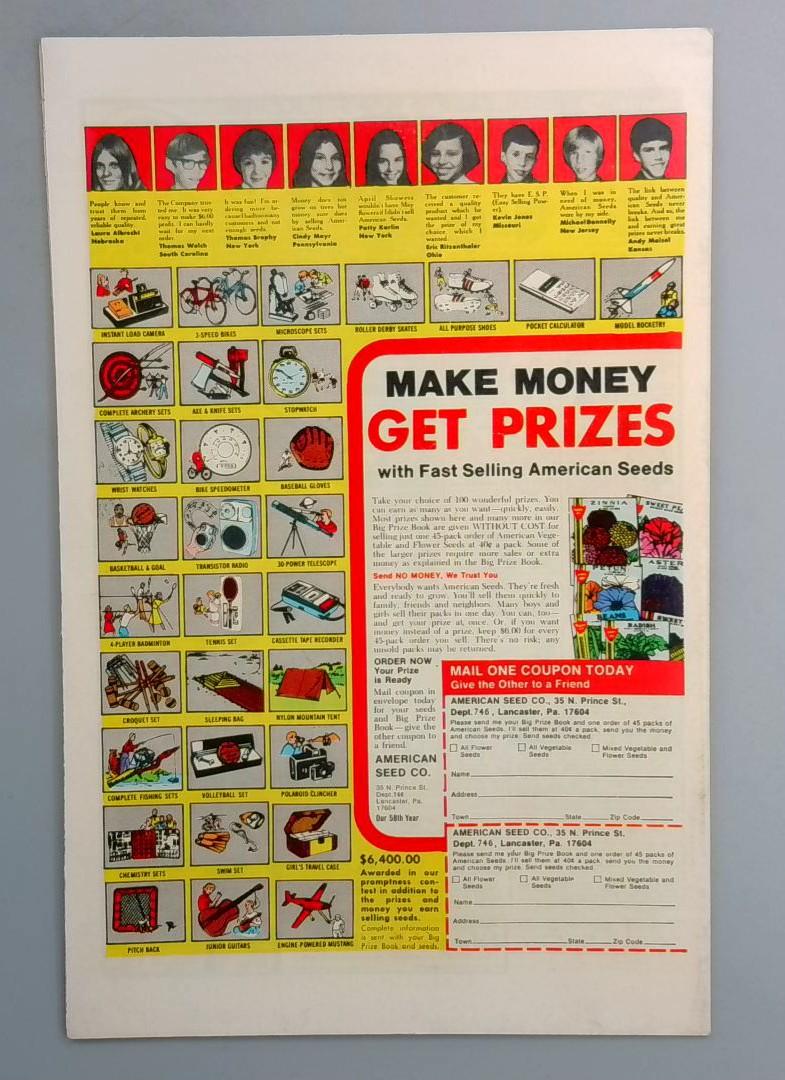 People know and
trust them from
years of repeated,
reliable quality.
Laura Albrecht
Nebraska
The Company trus-
ted me. It was very
easy to make $6.00
profit. I can hardly
wait for my next
order.
Thomas Walch
South Carolina
It was fun! I'm or-
dering more be-
cause I had too many
customers and not
enough seeds.
Thomas Brophy
New York
Money does not
grow on trees but
money sure does
by selling Ameri-
can Seeds.
Cindy Mayr
Pennsylvania
April Showers
wouldn't have May
flowers if I didn't sell
American Seeds.
Patty Karlin
New York
The customer re-
ceived a quality
product which he
wanted and I got
the prize of my
choice, which I
wanted.
Eric Ritzenthaler
Ohio
They have E. S. P.
(Easy Selling Pow-
er).
Kevin Jones
Missouri
When I was in
need of money,
American Seeds
were by my side.
Michael Donnelly
New Jersey
The link between
quality and Amer-
ican Seeds never
breaks. And so, the
link between me
and earning great
prizes never breaks.
Andy Maisel
Kansas
INSTANT LOAD CAMERA
3-SPEED BIKES
MICROSCOPE SETS
ROLLER DERBY SKATES
ALL PURPOSE SHOES
POCKET CALCULATOR
MODEL ROCKETRY
COMPLETE ARCHERY SETS
AXE & KNIFE SETS
STOPWATCH
WRIST WATCHES
BIKE SPEEDOMETER
BASEBALL GLOVES
BASKETBALL & GOAL
TRANSISTOR RADIO
30-POWER TELESCOPE
4-PLAYER BADMINTON
TENNIS SET
CASSETTE TAPE RECORDER
CROQUET SET
SLEEPING BAG
NYLON MOUNTAIN TENT
COMPLETE FISHING SETS
VOLLEYBALL SET
POLAROID CLINCHER
CHEMISTRY SETS
SWIM SET
GIRL'S TRAVEL CASE
PITCH BACK
JUNIOR GUITARS
ENGINE-POWERED MUSTANG
MAKE MONEY
GET PRIZES
with Fast Selling American Seeds
Take your choice of 100 wonderful prizes. You
can earn as many as you want—quickly, easily.
Most prizes shown here and many more in our
Big Prize Book are given WITHOUT COST for
selling just one 45-pack order of American Vege-
table and Flower Seeds at 40¢ a pack. Some of
the larger prizes require more sales or extra
money as explained in the Big Prize Book.
Send NO MONEY, We Trust You
Everybody wants American Seeds. They're fresh
and ready to grow. You'll sell them quickly to
family, friends and neighbors. Many boys and
girls sell their packs in one day. You can, too—
and get your prize at once. Or, if you want
money instead of a prize, keep $6.00 for every
45-pack order you sell. There's no risk; any
unsold packs may be returned.
ZINNIA
SWEET PE
ASTER
PETUN
BEANS
RADISH
ORDER NOW
Your Prize
is Ready
Mail coupon in
envelope today
for your seeds
and Big Prize
Book—give the
other coupon to
a friend.
AMERICAN
SEED CO.
35 N. Prince St.
Dept.746
Lancaster, Pa.
17604
Our 58th Year
MAIL ONE COUPON TODAY
Give the Other to a Friend
AMERICAN SEED CO., 35 N. Prince St.,
Dept.746, Lancaster, Pa. 17604
Please send me your Big Prize Book and one order of 45 packs of
American Seeds. I'll sell them at 40¢ a pack, send you the money
and choose my prize. Send seeds checked.
All Flower
Seeds
All Vegetable
Seeds
Mixed Vegetable and
Flower Seeds
Name
Address
Town State Zip Code
AMERICAN SEED CO., 35 N. Prince St.
Dept. 746, Lancaster, Pa. 17604
Please send me your Big Prize Book and one order of 45 packs of
American Seeds. I'll sell them at 40¢ a pack, send you the money
and choose my prize. Send seeds checked.
All Flower
Seeds
All Vegetable
Seeds
Mixed Vegetable and
Flower Seeds
Name
Address
Town State Zip Code
$6,400.00
Awarded in our
promptness con-
test in addition to
the prizes and
money you earn
selling seeds.
Complete information
is sent with your Big
Prize Book and seeds.